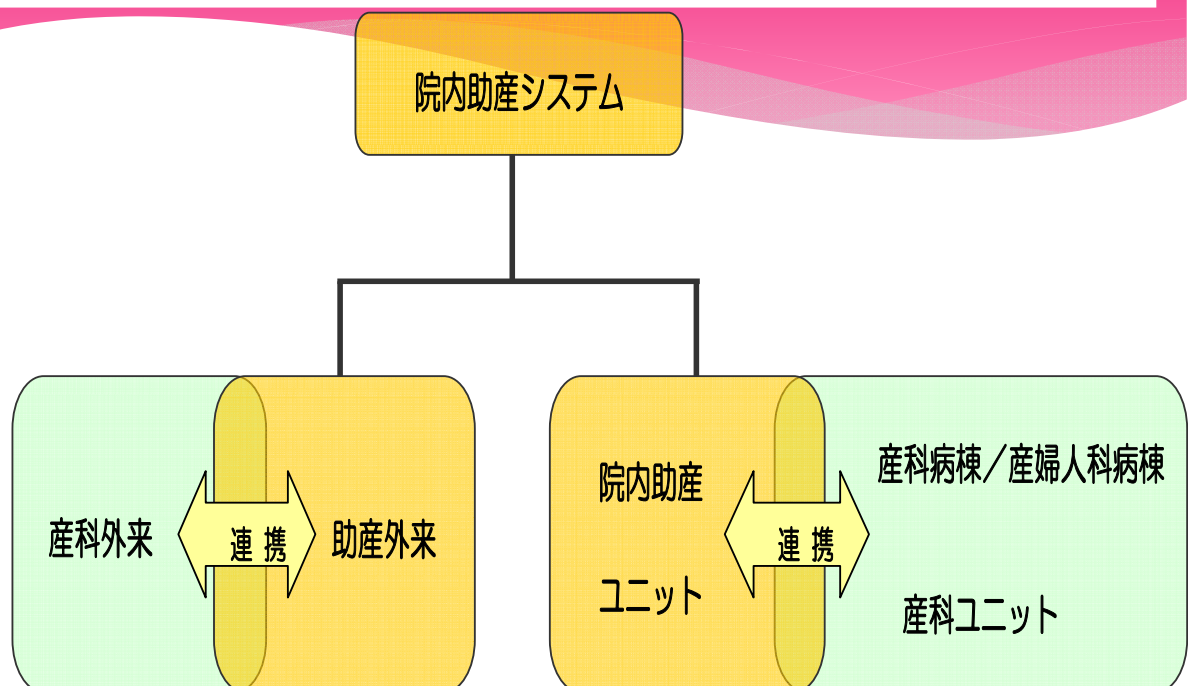 院内助産システム
産科外来
連携
助産外来
院内助産
ユニット
連携
産科病棟／産婦人科病棟
産科ユニット